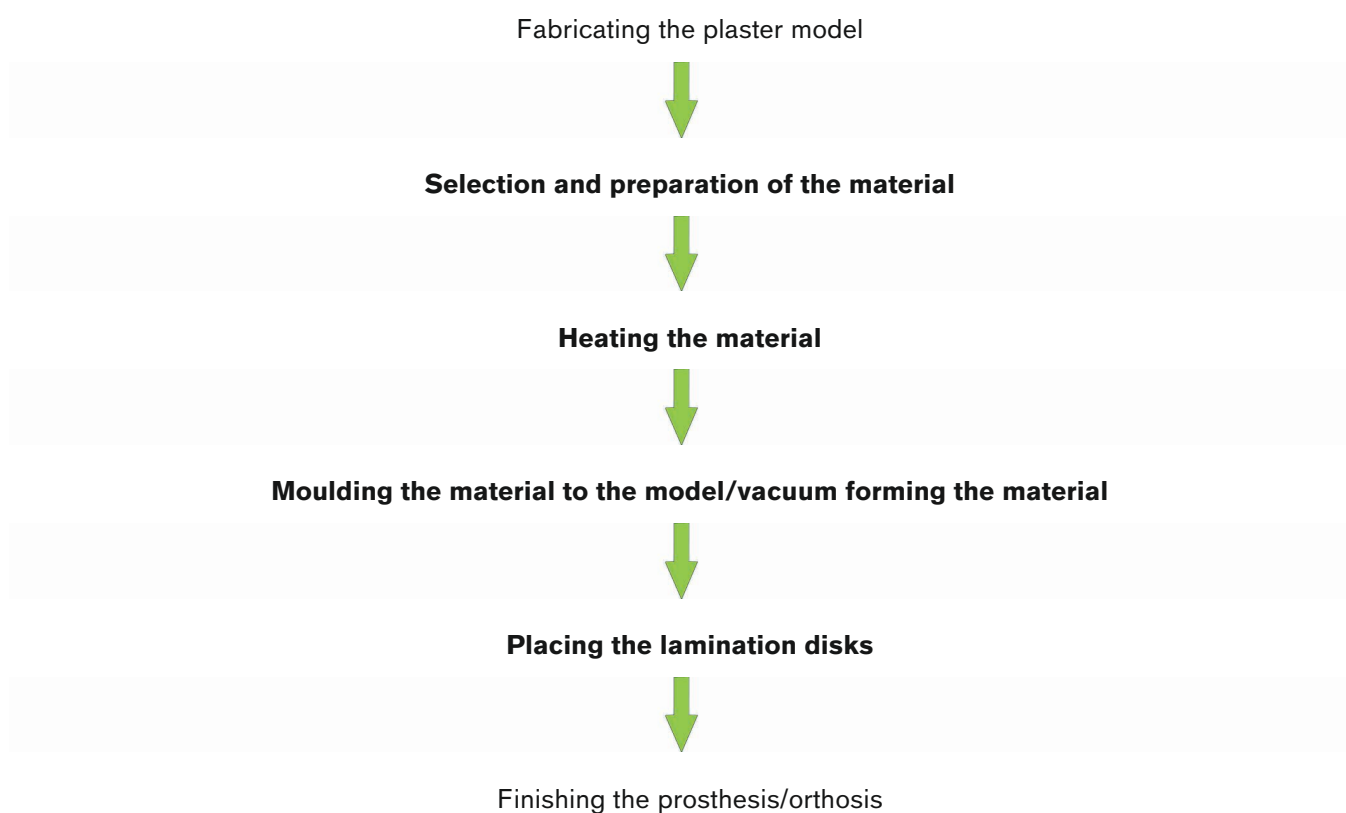 Fabricating the plaster model
Selection and preparation of the material
Heating the material
Moulding the material to the model/vacuum forming the material
Placing the lamination disks
Finishing the prosthesis/orthosis